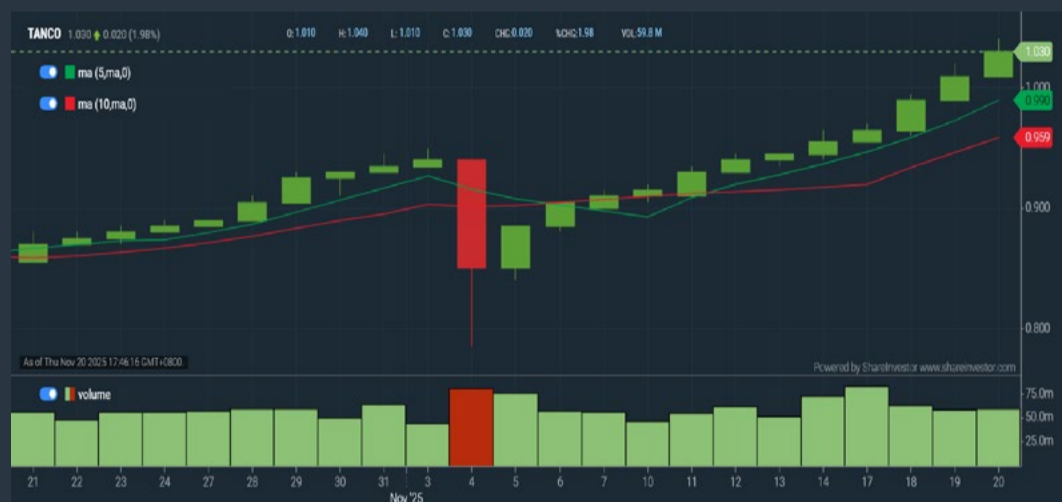 TANCO 1.030 0.020 (1.98%) O:1.010 H:1.040 L:1.010 C:1.030 CHG:0.020 %CHG:1.98 VOL:59.8 M
1.030
ma (5,ma,0)
1.000
0.990
ma (10,ma,0)
0.959
0.900
0.800
As of Thu Nov 20 2025 17:46:16 GMT+0800
Powered by ShareInvestor www.shareinvestor.com
volume
75.0m
50.0m
25.0m
21 22 23 24 27 28 29 30 31 3 4 5 6 7 10 11 12 13 14 17 18 19 20
Nov '25